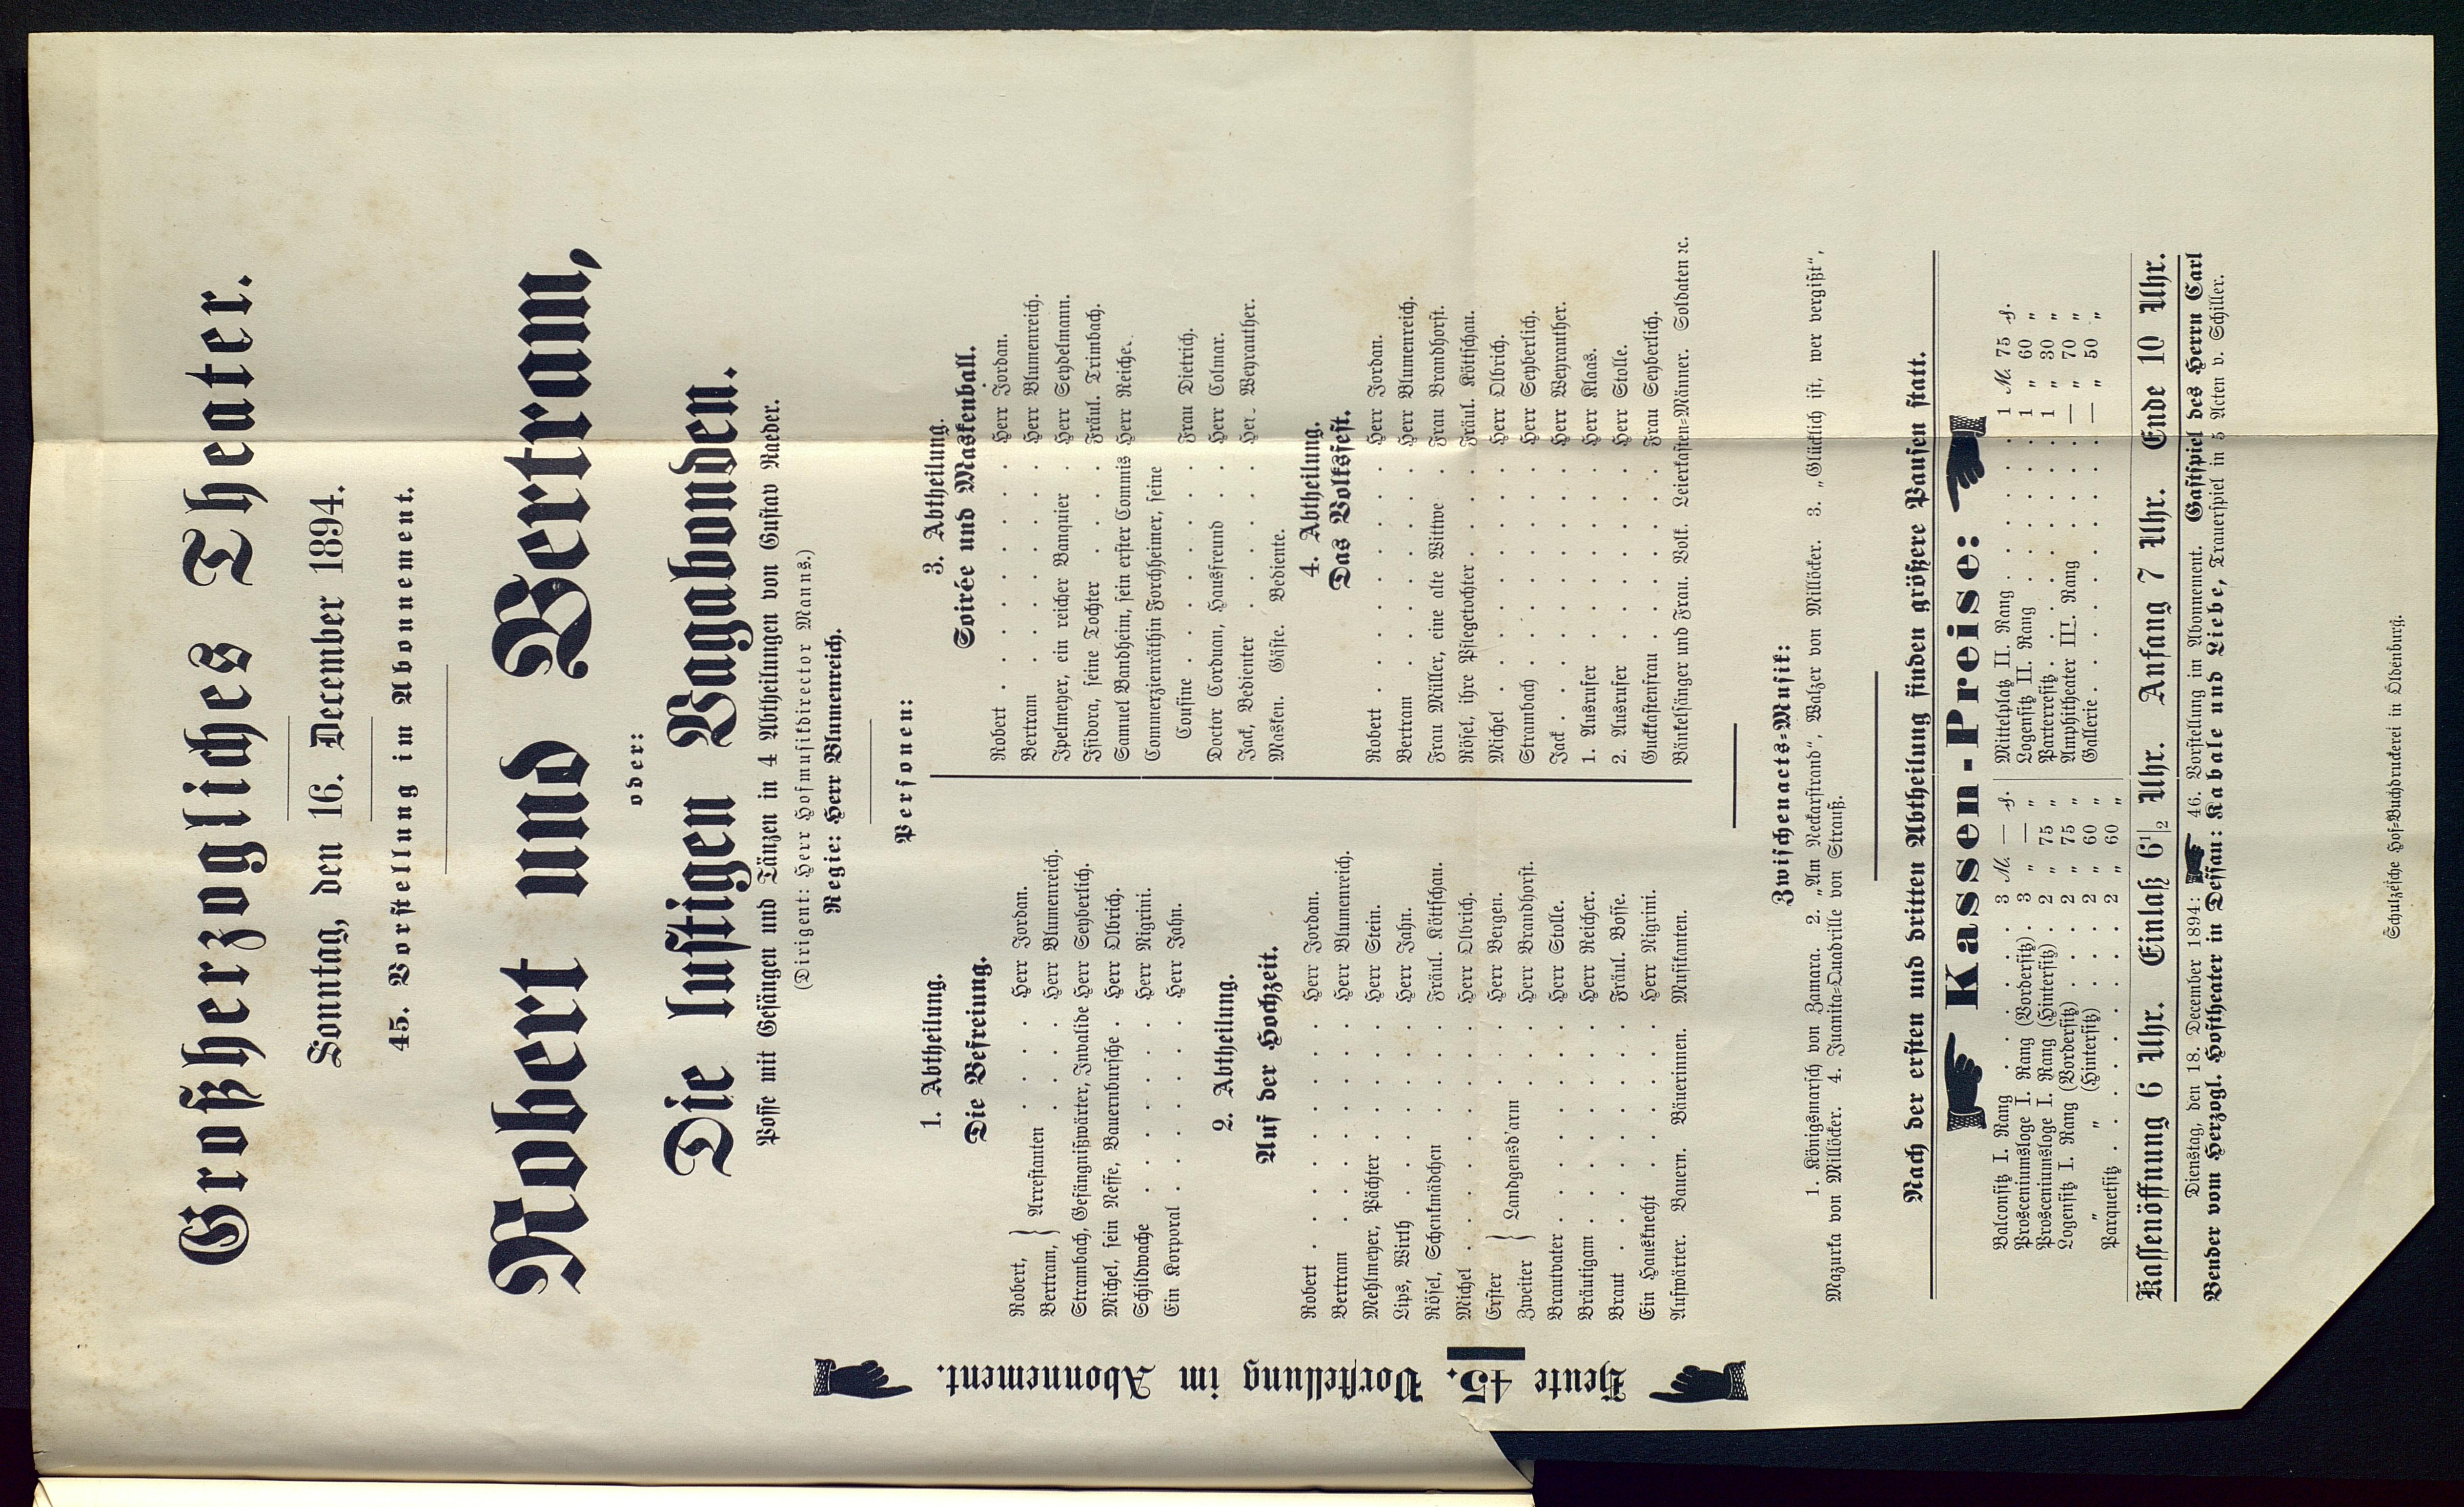 Großherzogliches Theater.
Sonntag, den 16. December 1894.
45. Vorstellung im Abonnement.
Robert und Bertram,
oder:
Die lustigen Vagabonden.
Posse mit Gesängen und Tänzen in 4 Abtheilungen von Gustav Raeder.
(Dirigent: Herr Hofmusikdirector Manns.)
Regie: Herr Blumenreich.
Personen:
1. Abtheilung.
Die Befreiung.
Robert, } Arrestanten . . . . Herr Jordan.
Bertram, } . . . . Herr Blumenreich.
Strambach, Gefängnißwärter, Invalide Herr Seyberlich.
Michel, sein Neffe, Bauernbursche . Herr Olbrich.
Schildwache . . . . . Herr Nigrini.
Ein Korporal . . . . . . Herr Jahn.
2. Abtheilung.
Auf der Hochzeit.
Robert . . . . . . . . Herr Jordan.
Bertram . . . . . . . Herr Blumenreich.
Mehlmeyer, Pächter . . . . Herr Stein.
Lips, Wirth . . . . . . Herr Jahn.
Rösel, Schenkmädchen . . . . Fräul. Köttschau.
Michel . . . . . . . . Herr Olbrich.
Erster } Landgensd'arm . . . Herr Bergen.
Zweiter } . . . Herr Brandhorst.
Brautvater . . . . . . . Herr Stolle.
Bräutigam . . . . . . . Herr Reicher.
Braut . . . . . . . . Fräul. Bosse.
Ein Hausknecht . . . . . Herr Nigrini.
Aufwärter. Bauern. Bäuerinnen. Musikanten.
3. Abtheilung.
Soirée und Maskenball.
Robert . . . . . . . . Herr Jordan.
Bertram . . . . . . . Herr Blumenreich.
Ipelmeyer, ein reicher Banquier . Herr Seydelmann.
Isidora, seine Tochter . . . . Fräul. Trimbach.
Samuel Bandheim, sein erster Commis Herr Reicher.
Commerzienräthin Forchheimer, seine
Cousine . . . . . . . Frau Dietrich.
Doctor Corduan, Hausfreund . . Herr Colmar.
Jack, Bedienter . . . . . Herr Weyrauther.
Masken. Gäste. Bediente.
4. Abtheilung.
Das Volksfest.
Robert . . . . . . . . Herr Jordan.
Bertram . . . . . . . Herr Blumenreich.
Frau Müller, eine alte Wittwe . Frau Brandhorst.
Rösel, ihre Pflegetochter . . . . Fräul. Köttschau.
Michel . . . . . . . . Herr Olbrich.
Strambach . . . . . . . Herr Seyberlich.
Jack . . . . . . . . Herr Weyrauther.
1. Ausrufer . . . . . . Herr Klaas.
2. Ausrufer . . . . . . Herr Stolle.
Guckkastenfrau . . . . . . Frau Seyberlich.
Bänkelsänger und Frau. Volk. Leierkasten-Männer. Soldaten ꝛc.
Zwischenacts-Musik:
1. Königsmarsch von Zamara. 2. „Am Neckarstrand", Walzer von Millöcker. 3. „Glücklich ist, wer vergißt",
Mazurka von Millöcker. 4. Juanita-Quadrille von Strauß.
Nach der ersten und dritten Abtheilung finden größere Pausen statt.
Kassen-Preise:
Balconsitz I. Rang . . . . . 3 M. — ₰.
Prosceniumsloge I. Rang (Vordersitz) . 3 „ — „
Prosceniumsloge I. Rang (Hintersitz) . 2 „ 75 „
Logensitz I. Rang (Vordersitz) . . . 2 „ 75 „
„ „ (Hintersitz) . . . 2 „ 60 „
Parquetsitz . . . . . . . 2 „ 60 „
Mittelplatz II. Rang . . . . . 1 M. 75 ₰.
Logensitz II. Rang . . . . . 1 „ 60 „
Parterresitz . . . . . . . 1 „ 30 „
Amphitheater III. Rang . . . . — „ 70 „
Gallerie . . . . . . . . — „ 50 „
Kassenöffnung 6 Uhr. Einlaß 6 1/2 Uhr. Anfang 7 Uhr. Ende 10 Uhr.
Dienstag, den 18. December 1894: 46. Vorstellung im Abonnement. Gastspiel des Herrn Carl
Bender vom Herzogl. Hoftheater in Dessau: Kabale und Liebe, Trauerspiel in 5 Acten v. Schiller.
Schulzesche Hof-Buchdruckerei in Oldenburg.
Heute 45. Vorstellung im Abonnement.